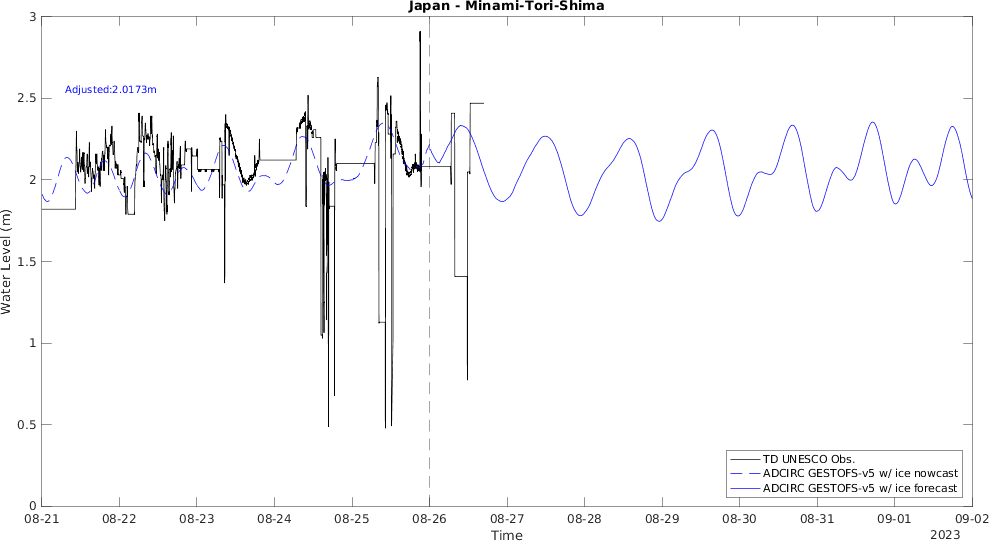 Japan - Minami-Tori-Shima
3
Adjusted:2.0173m
2.5
2
1.5
1
0.5
0
Water Level (m)
TD UNESCO Obs.
ADCIRC GESTOFS-v5 w/ ice nowcast
ADCIRC GESTOFS-v5 w/ ice forecast
08-21 08-22 08-23 08-24 08-25 08-26 08-27 08-28 08-29 08-30 08-31 09-01 09-02
Time
2023